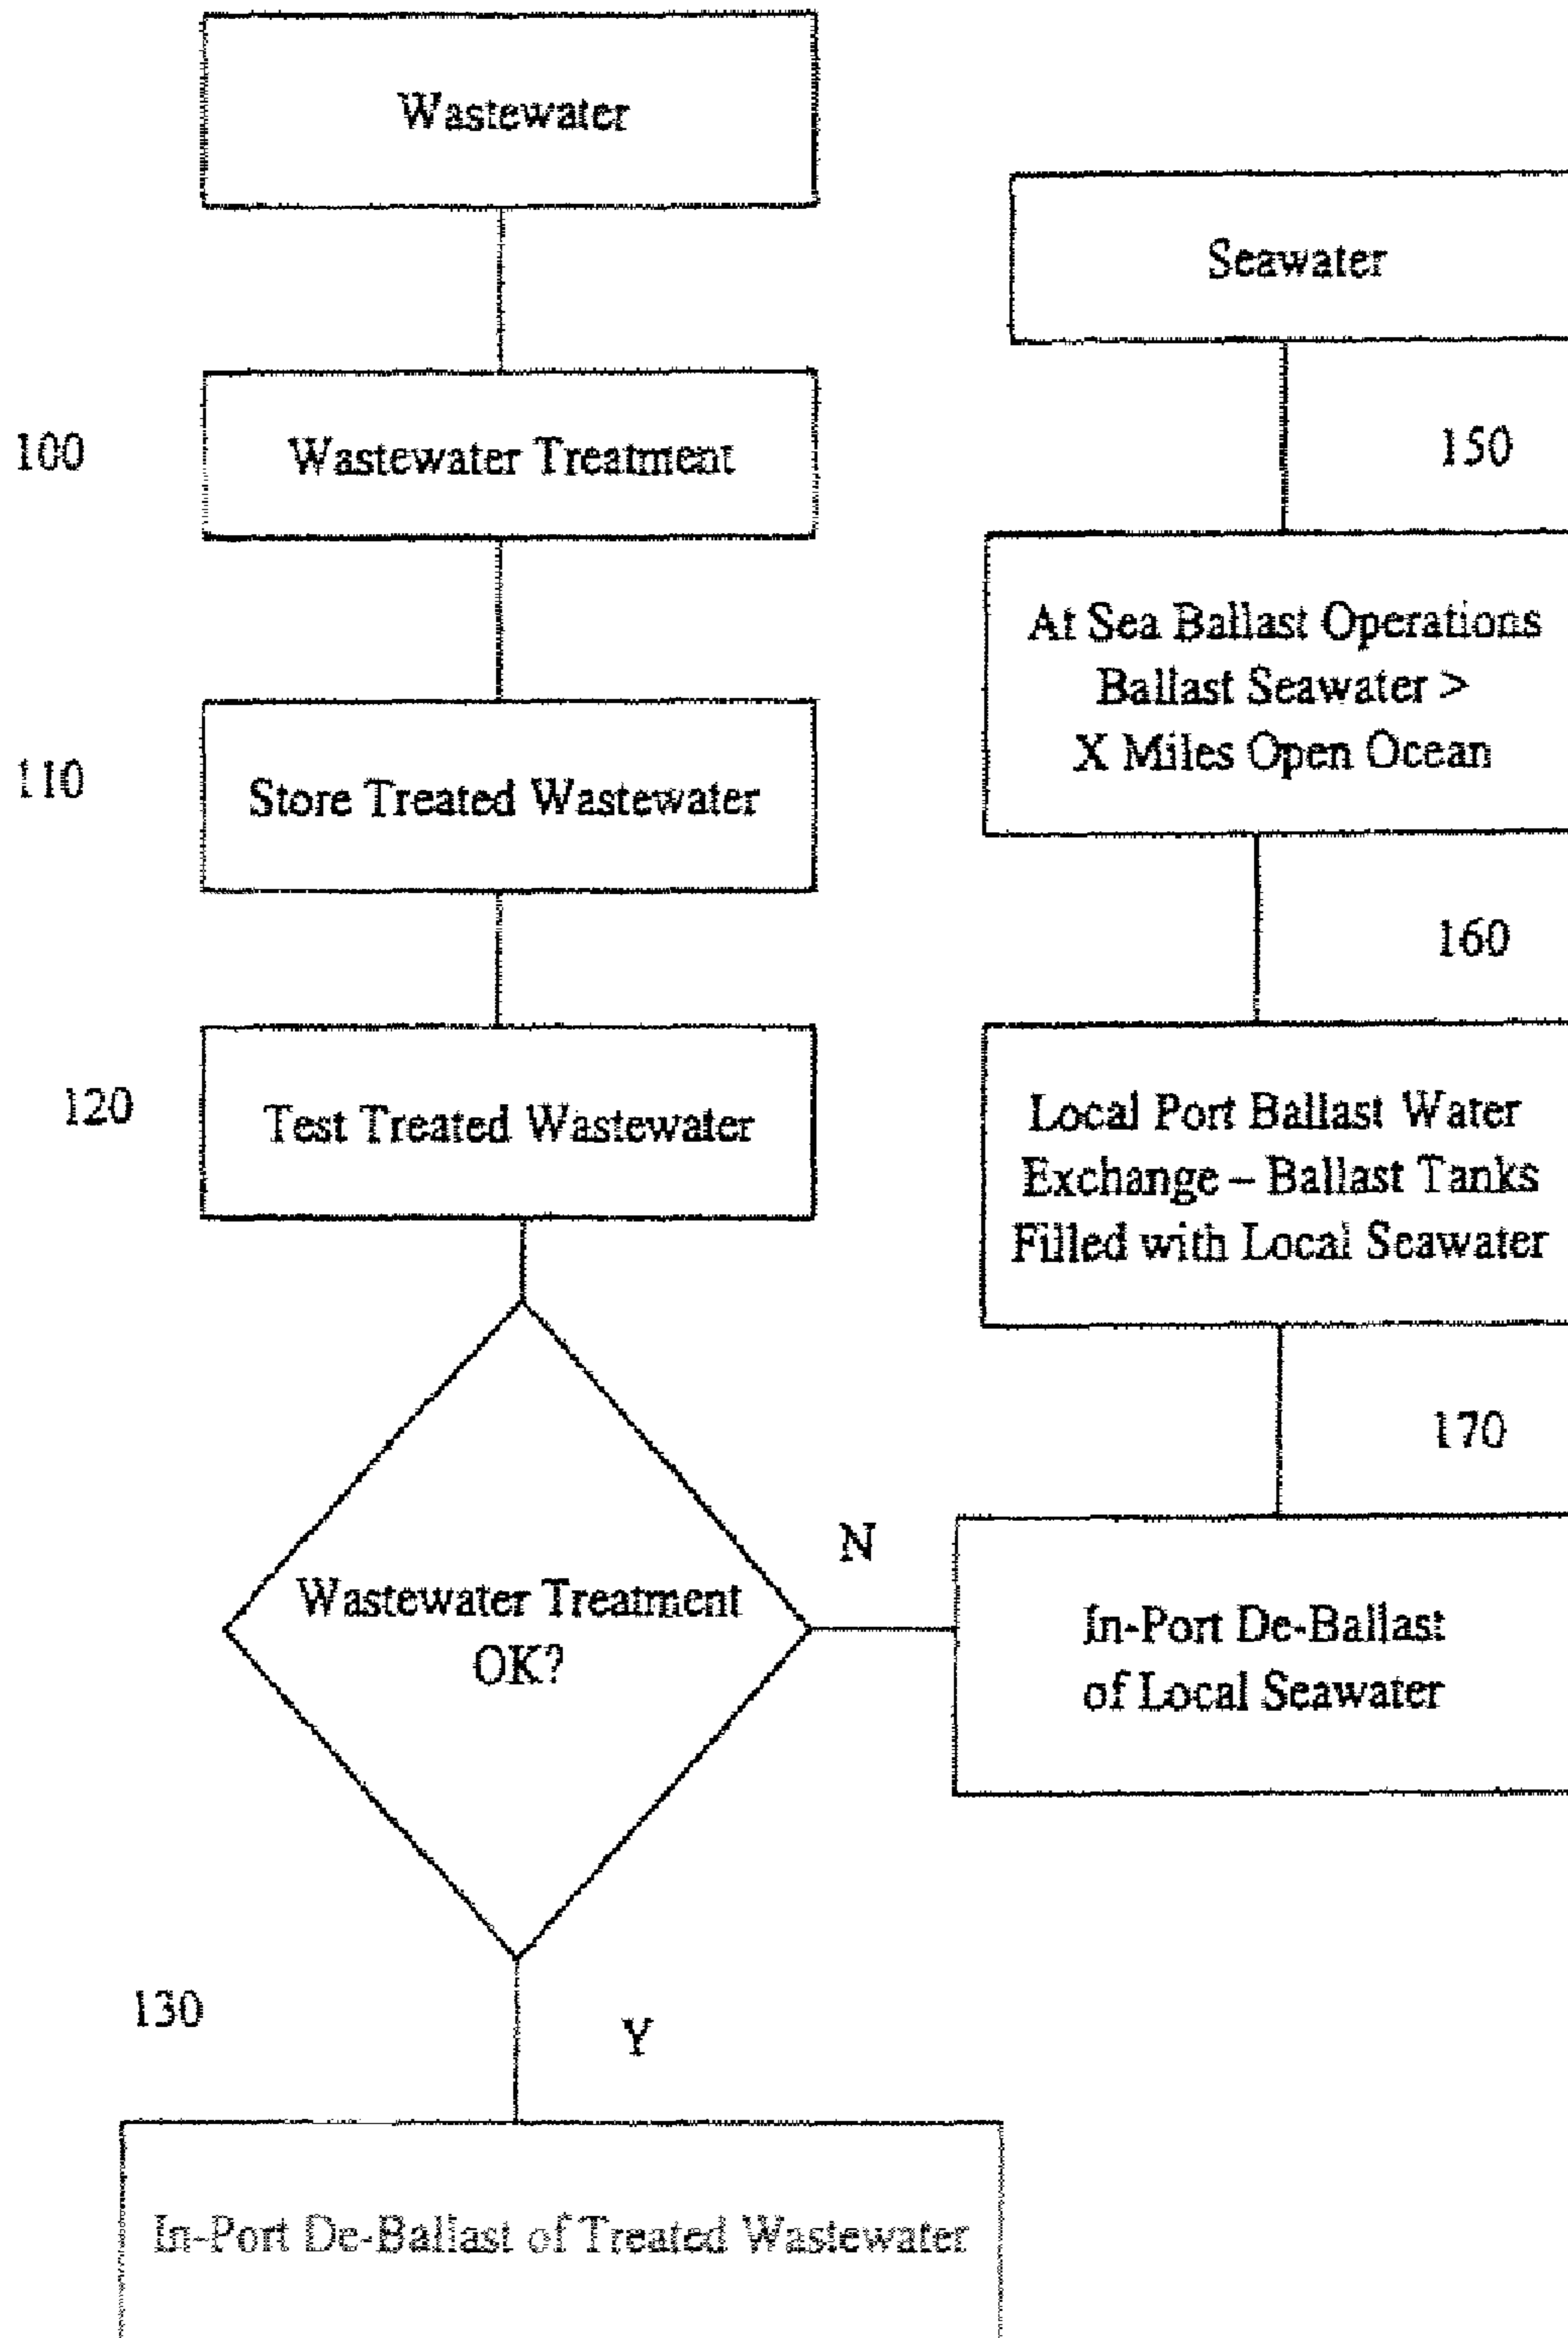 Wastewater
100
Wastewater Treatment
110
Store Treated Wastewater
120
Test Treated Wastewater
Wastewater Treatment
OK?
N
130
Y
In-Port De-Ballast of Treated Wastewater
Seawater
150
At Sea Ballast Operations
Ballast Seawater >
X Miles Open Ocean
160
Local Port Ballast Water
Exchange – Ballast Tanks
Filled with Local Seawater
170
In-Port De-Ballast
of Local Seawater